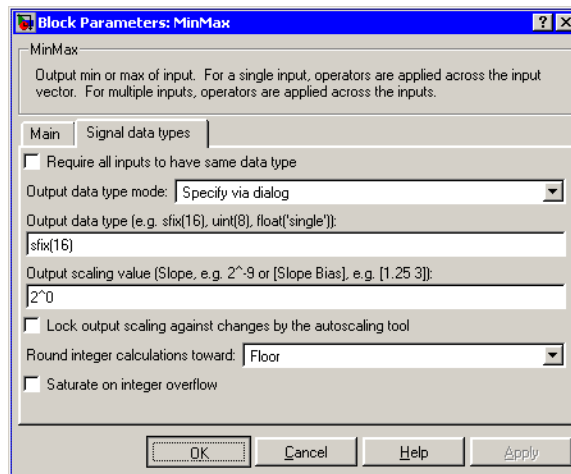 Block Parameters: MinMax
MinMax
Output min or max of input. For a single input, operators are applied across the input
vector. For multiple inputs, operators are applied across the inputs.
Main Signal data types
Require all inputs to have same data type
Output data type mode: Specify via dialog
Output data type (e.g. sfix(16), uint(8), float('single')):
sfix(16)
Output scaling value (Slope, e.g. 2^-9 or [Slope Bias], e.g. [1.25 3]):
2^0
Lock output scaling against changes by the autoscaling tool
Round integer calculations toward: Floor
Saturate on integer overflow
OK Cancel Help Apply